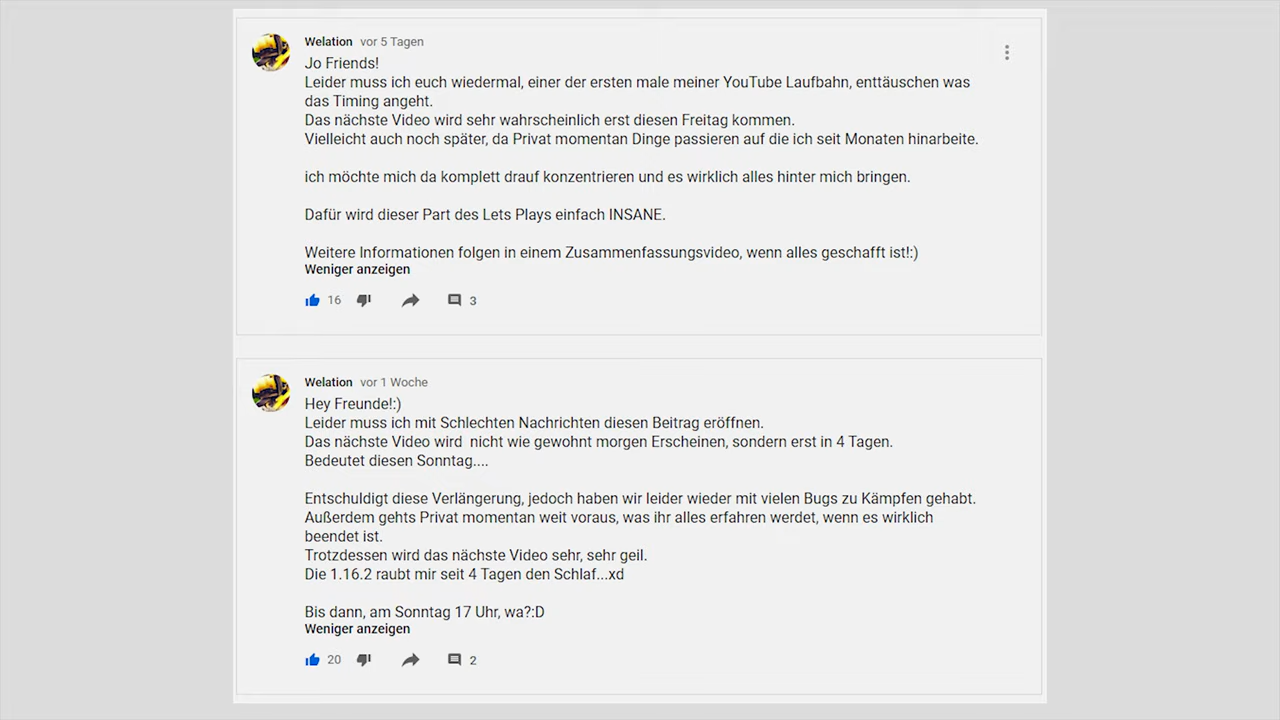 Welation vor 5 Tagen
Jo Friends!
Leider muss ich euch wiedermal, einer der ersten male meiner YouTube Laufbahn, enttäuschen was
das Timing angeht.
Das nächste Video wird sehr wahrscheinlich erst diesen Freitag kommen.
Vielleicht auch noch später, da Privat momentan Dinge passieren auf die ich seit Monaten hinarbeite.
ich möchte mich da komplett drauf konzentrieren und es wirklich alles hinter mich bringen.
Dafür wird dieser Part des Lets Plays einfach INSANE.
Weitere Informationen folgen in einem Zusammenfassungsvideo, wenn alles geschafft ist!:)
Weniger anzeigen
16 3
Welation vor 1 Woche
Hey Freunde!:)
Leider muss ich mit Schlechten Nachrichten diesen Beitrag eröffnen.
Das nächste Video wird  nicht wie gewohnt morgen Erscheinen, sondern erst in 4 Tagen.
Bedeutet diesen Sonntag....
Entschuldigt diese Verlängerung, jedoch haben wir leider wieder mit vielen Bugs zu Kämpfen gehabt.
Außerdem gehts Privat momentan weit voraus, was ihr alles erfahren werdet, wenn es wirklich
beendet ist.
Trotzdessen wird das nächste Video sehr, sehr geil.
Die 1.16.2 raubt mir seit 4 Tagen den Schlaf...xd
Bis dann, am Sonntag 17 Uhr, wa?:D
Weniger anzeigen
20 2